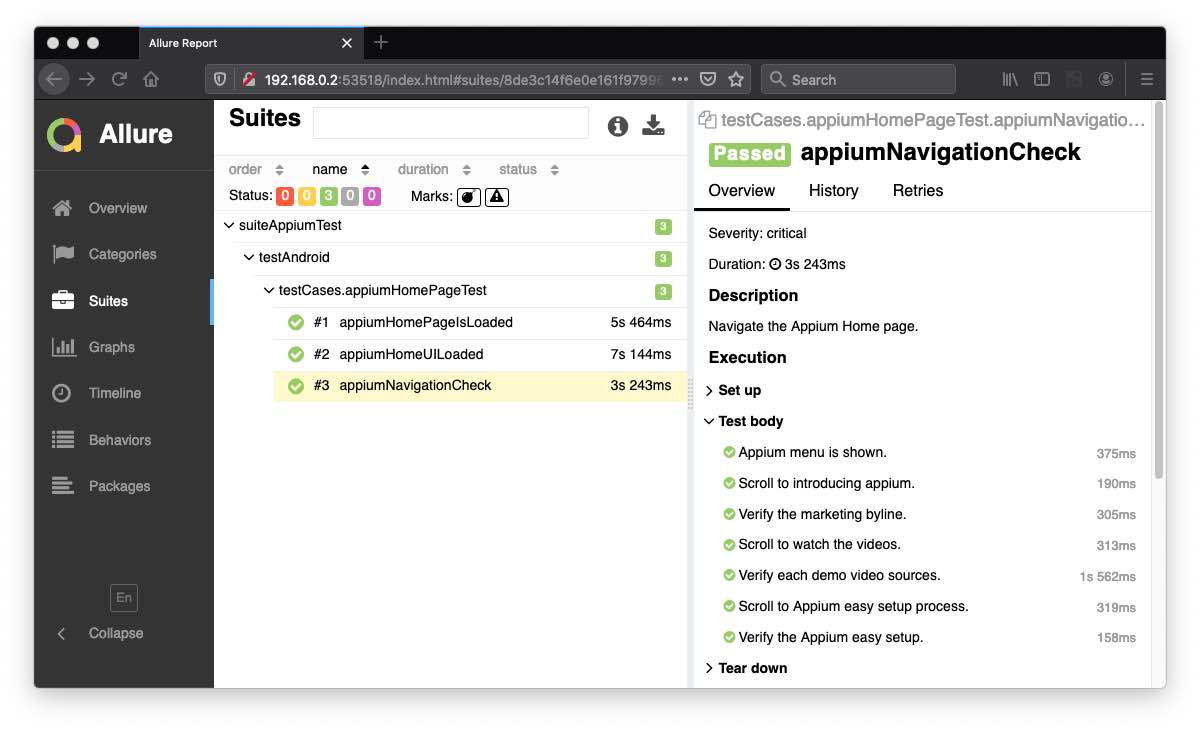 Allure Report
192.168.0.2:53518/index.html#suites/8de3c14f6e0e161f97996
Search
Allure
Overview
Categories
Suites
Graphs
Timeline
Behaviors
Packages
En
Collapse
Suites
order name duration status
Status: 0 0 3 0 0 Marks:
suiteAppiumTest 3
testAndroid 3
testCases.appiumHomePageTest 3
#1 appiumHomePageIsLoaded 5s 464ms
#2 appiumHomeUILoaded 7s 144ms
#3 appiumNavigationCheck 3s 243ms
testCases.appiumHomePageTest.appiumNavigatio...
Passed appiumNavigationCheck
Overview History Retries
Severity: critical
Duration: 3s 243ms
Description
Navigate the Appium Home page.
Execution
Set up
Test body
Appium menu is shown. 375ms
Scroll to introducing appium. 190ms
Verify the marketing byline. 305ms
Scroll to watch the videos. 313ms
Verify each demo video sources. 1s 562ms
Scroll to Appium easy setup process. 319ms
Verify the Appium easy setup. 158ms
Tear down